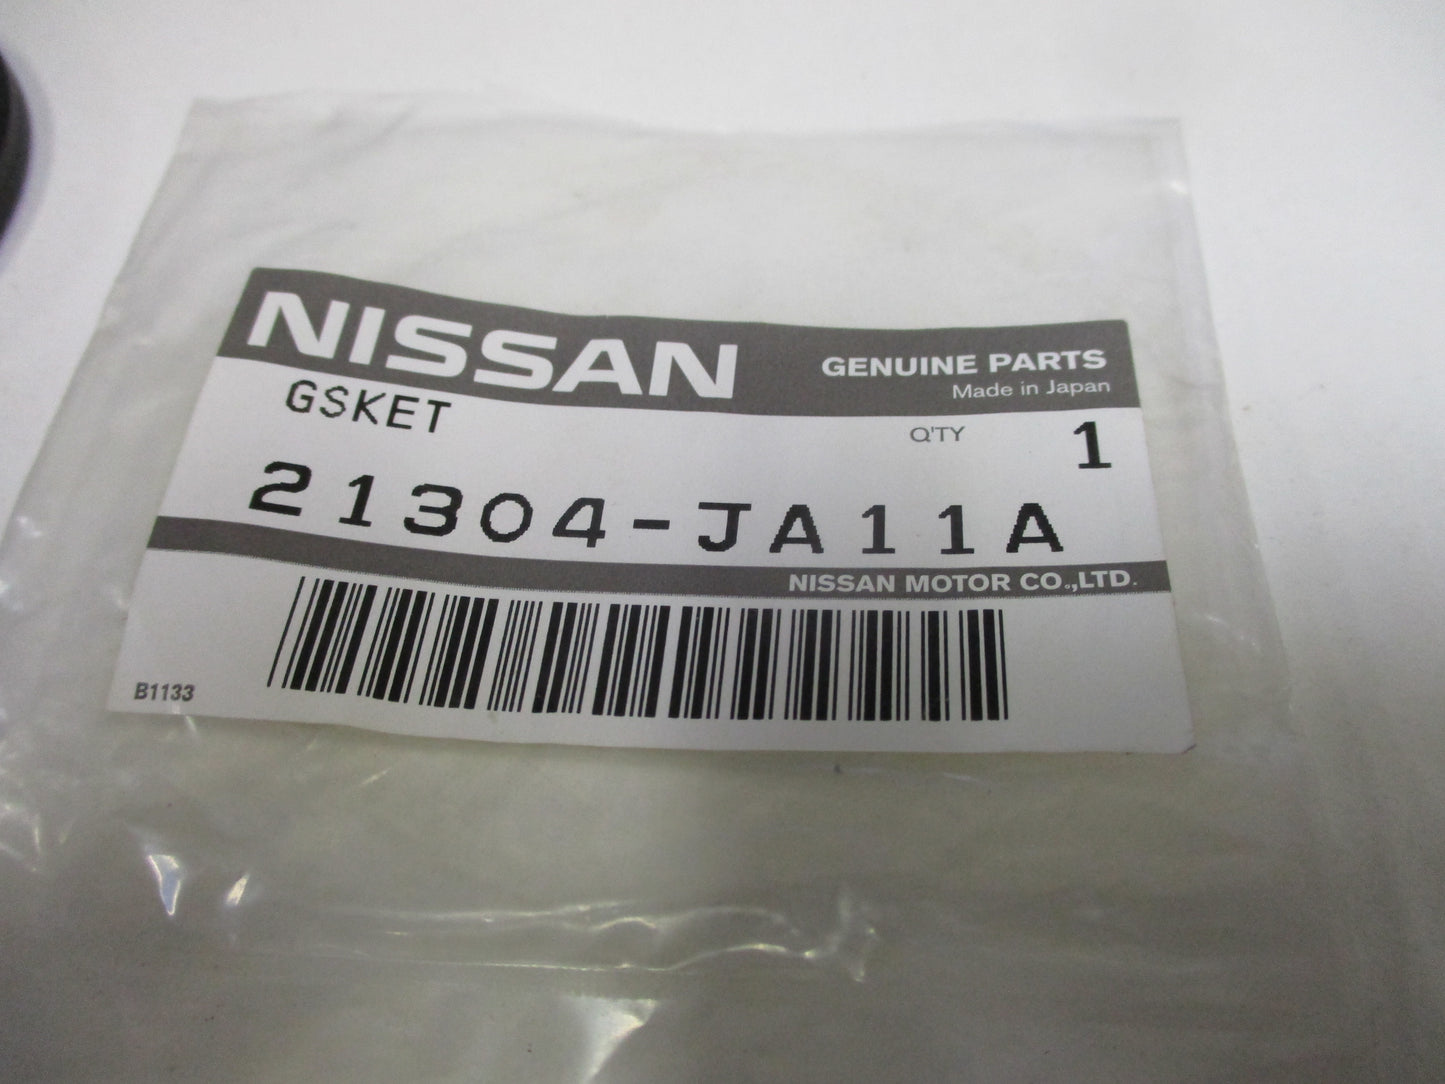 NISSAN
GENUINE PARTS
Made in Japan
GSKET
Q'TY 1
21304-JA11A
NISSAN MOTOR CO.,LTD.
B1133